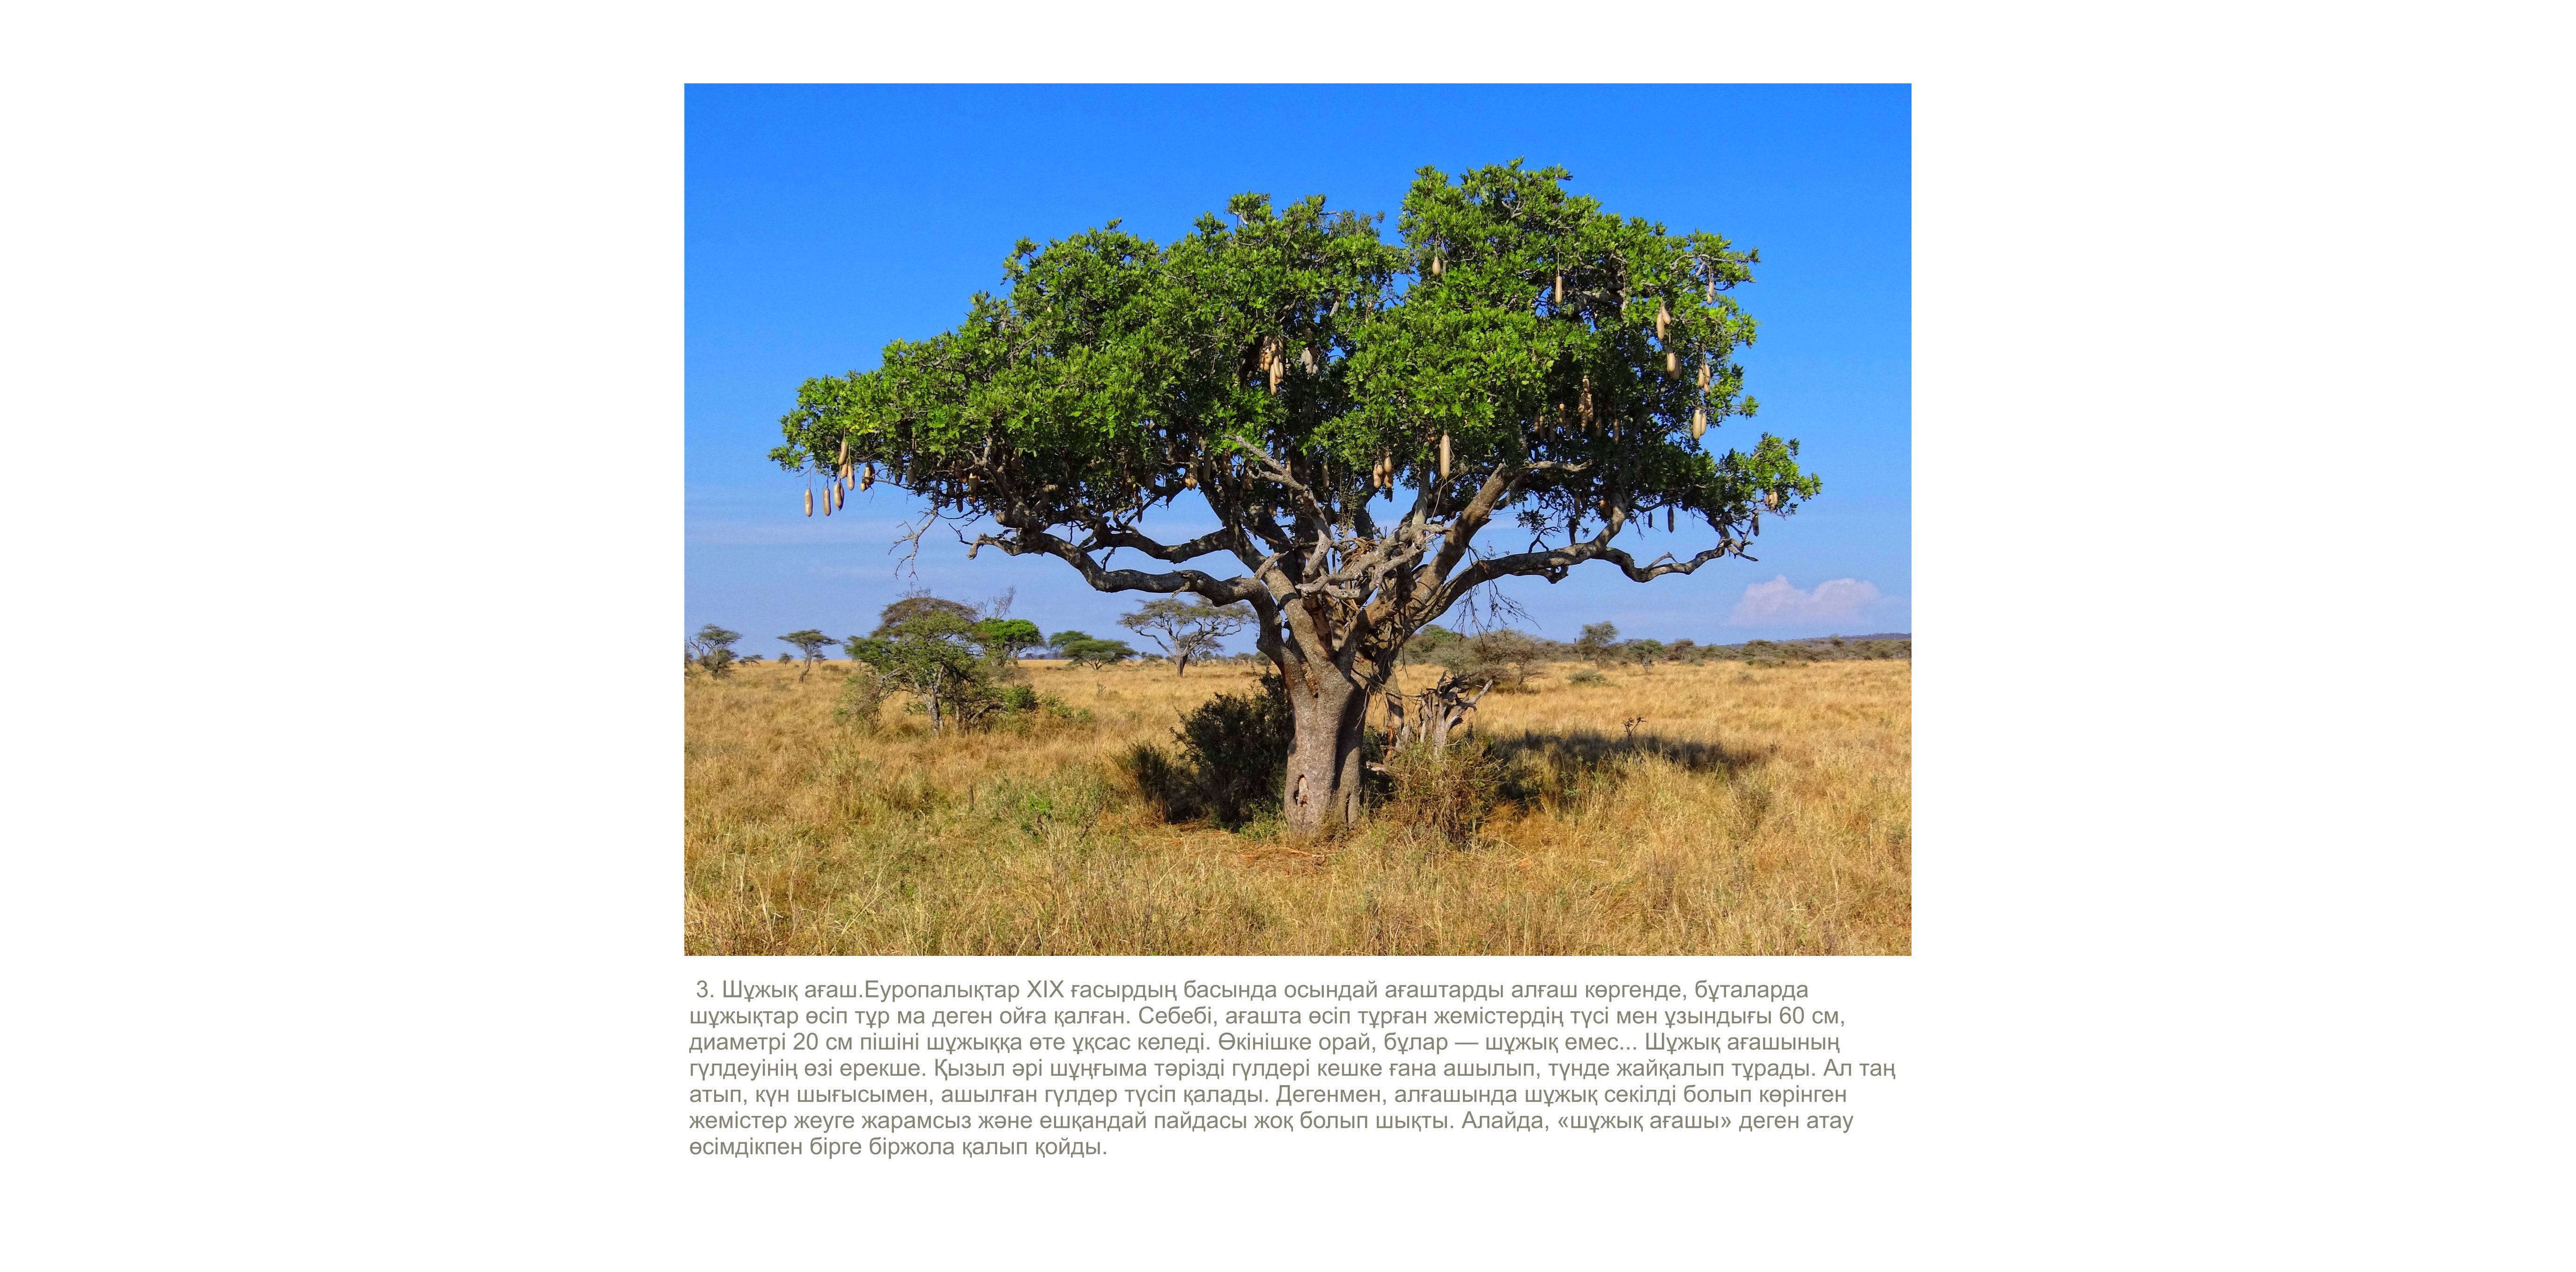 3. Шұжық ағаш.Еуропалықтар XIX ғасырдың басында осындай ағаштарды алғаш көргенде, бұталарда
шұжықтар өсіп тұр ма деген ойға қалған. Себебі, ағашта өсіп тұрған жемістердің түсі мен ұзындығы 60 см,
диаметрі 20 см пішіні шұжыққа өте ұқсас келеді. Өкінішке орай, бұлар — шұжық емес... Шұжық ағашының
гүлдеуінің өзі ерекше. Қызыл әрі шұңғыма тәрізді гүлдері кешке ғана ашылып, түнде жайқалып тұрады. Ал таң
атып, күн шығысымен, ашылған гүлдер түсіп қалады. Дегенмен, алғашында шұжық секілді болып көрінген
жемістер жеуге жарамсыз және ешқандай пайдасы жоқ болып шықты. Алайда, «шұжық ағашы» деген атау
өсімдікпен бірге біржола қалып қойды.